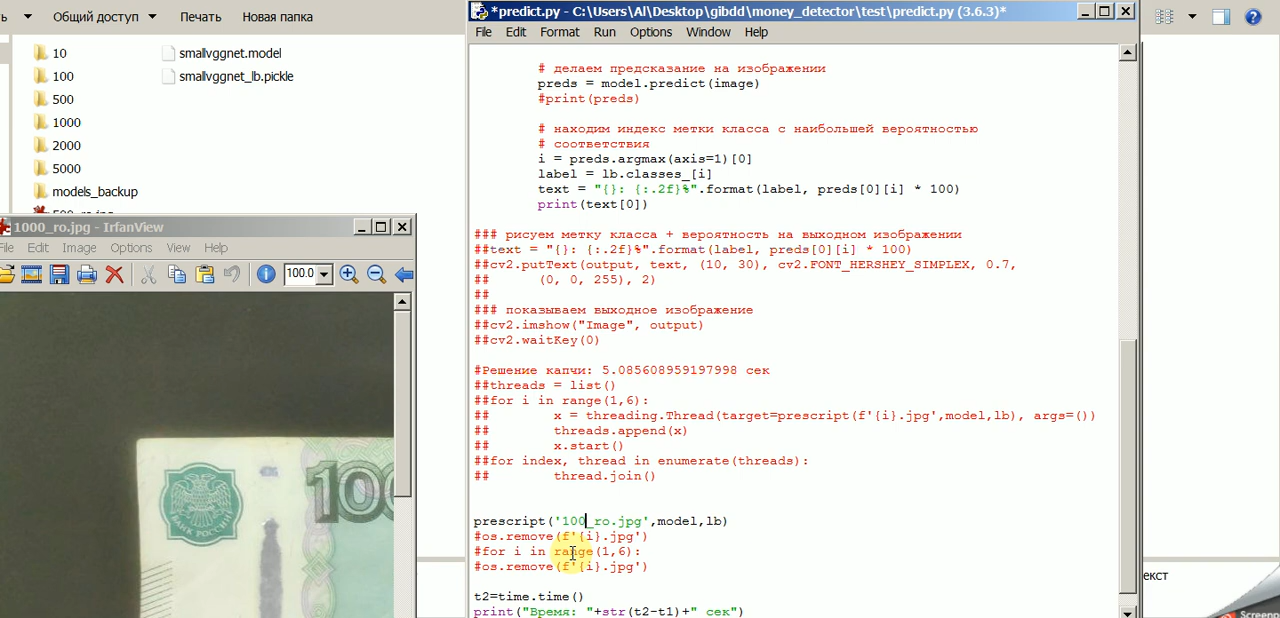 Общий доступ
Печать
Новая папка
10
100
500
1000
2000
5000
models_backup
smallvggnet.model
smallvggnet_lb.pickle
1000_ro.jpg - IrfanView
File Edit Image Options View Help
100.0
БАНК РОССИИ
*predict.py - C:\Users\Al\Desktop\gibdd\money_detector\test\predict.py (3.6.3)*
File Edit Format Run Options Window Help
# делаем предсказание на изображении
preds = model.predict(image)
#print(preds)
# находим индекс метки класса с наибольшей вероятностью
# соответствия
i = preds.argmax(axis=1)[0]
label = lb.classes_[i]
text = "{}: {:.2f}%".format(label, preds[0][i] * 100)
print(text[0])
### рисуем метку класса + вероятность на выходном изображении
##text = "{}: {:.2f}%".format(label, preds[0][i] * 100)
##cv2.putText(output, text, (10, 30), cv2.FONT_HERSHEY_SIMPLEX, 0.7,
## (0, 0, 255), 2)
##
### показываем выходное изображение
##cv2.imshow("Image", output)
##cv2.waitKey(0)
#Решение капчи: 5.085608959197998 сек
##threads = list()
##for i in range(1,6):
## x = threading.Thread(target=prescript(f'{i}.jpg',model,lb), args=())
## threads.append(x)
## x.start()
##for index, thread in enumerate(threads):
## thread.join()
prescript('100_ro.jpg',model,lb)
#os.remove(f'{i}.jpg')
#for i in range(1,6):
#os.remove(f'{i}.jpg')
t2=time.time()
print("Время: "+str(t2-t1)+" сек")